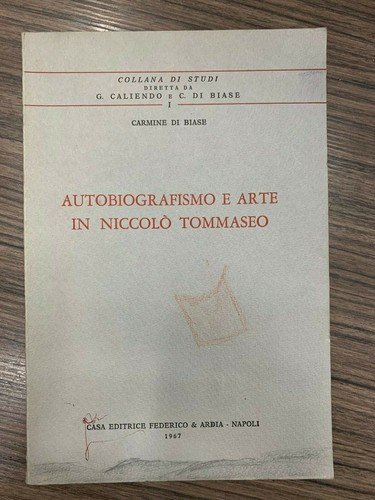 COLLANA DI STUDI
DIRETTA DA
G. CALIENDO E C. DI BIASE
I
CARMINE DI BIASE
AUTOBIOGRAFISMO E ARTE
IN NICCOLÒ TOMMASEO
CASA EDITRICE FEDERICO & ARDIA - NAPOLI
1967